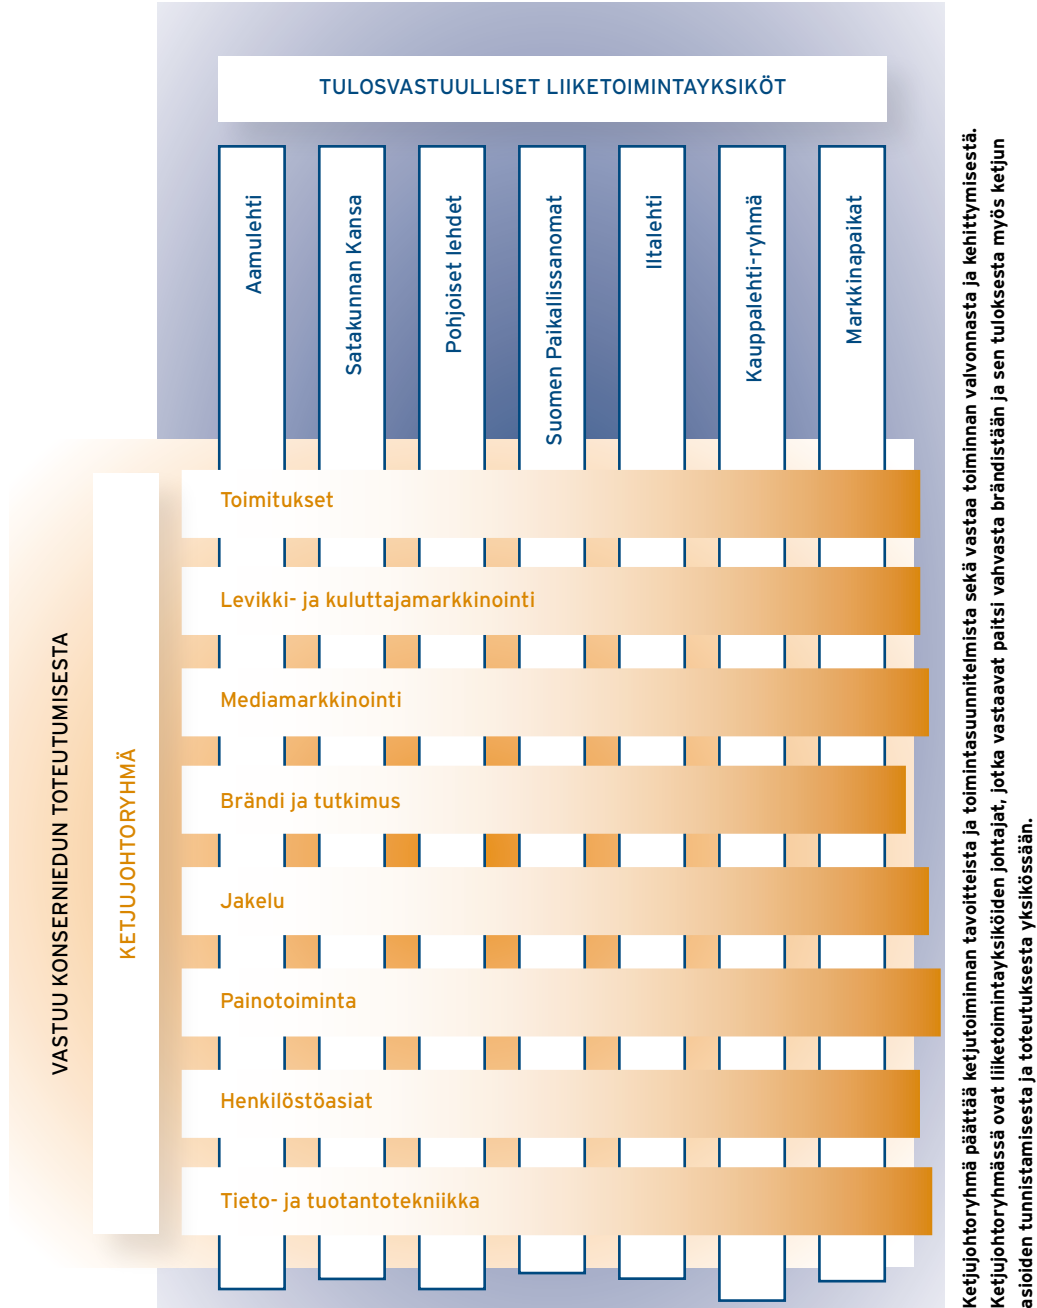 TULOSVASTUULLISET LIIKETOIMINTAYKSIKÖT
Aamulehti
Satakunnan Kansa
Pohjoiset lehdet
Suomen Paikallissanomat
Iltalehti
Kauppalehti-ryhmä
Markkinapaikat
VASTUU KONSERNIEDUN TOTEUTUMISESTA
KETJUJOHTORYHMÄ
Toimitukset
Levikki- ja kuluttajamarkkinointi
Mediamarkkinointi
Brändi ja tutkimus
Jakelu
Painotoiminta
Henkilöstöasiat
Tieto- ja tuotantotekniikka
Ketjujohtoryhmä päättää ketjutoiminnan tavoitteista ja toimintasuunnitelmista sekä vastaa toiminnan valvonnasta ja kehittymisestä.
Ketjujohtoryhmässä ovat liiketoimintayksiköiden johtajat, jotka vastaavat paitsi vahvasta brändistään ja sen tuloksesta myös ketjun
asioiden tunnistamisesta ja toteutuksesta yksikössään.